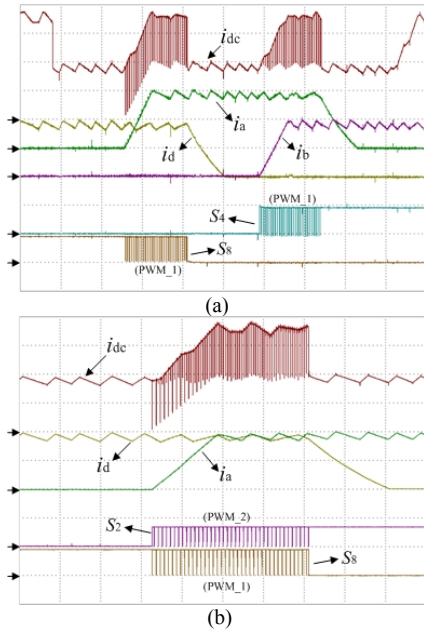 idc
ia
id
ib
S4
(PWM_1)
S8
(PWM_1)
(a)
idc
id
ia
S2
(PWM_2)
S8
(PWM_1)
(b)